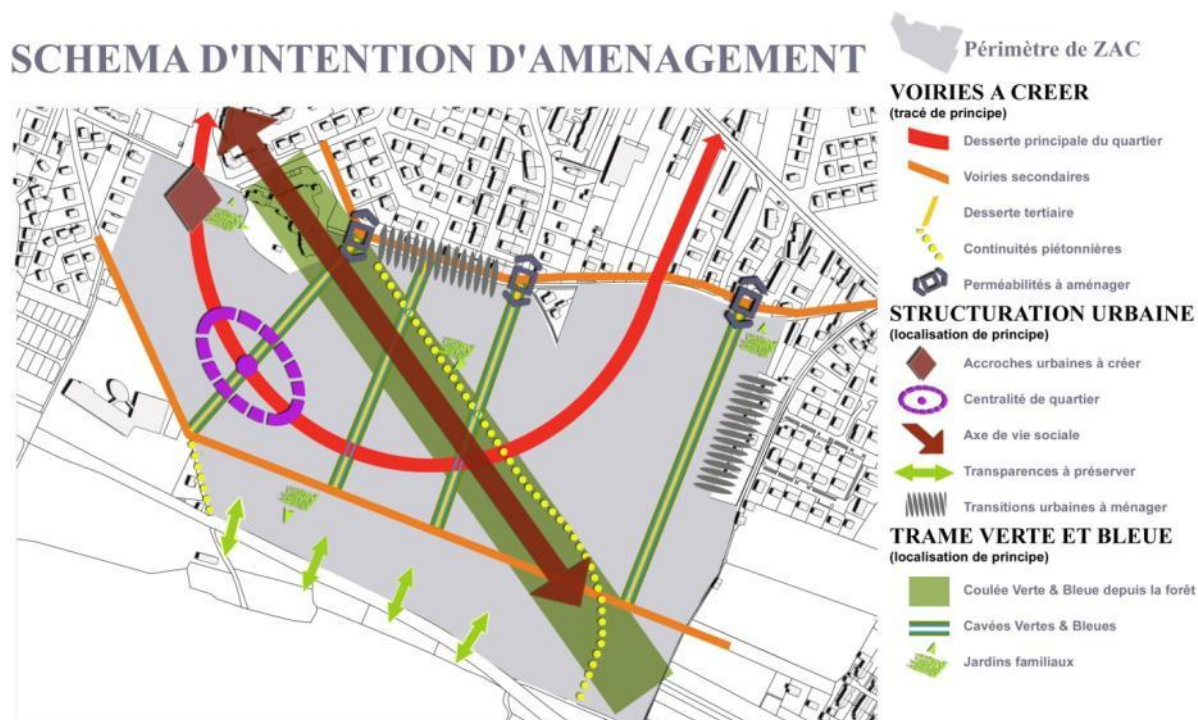 SCHEMA D'INTENTION D'AMENAGEMENT
Périmètre de ZAC
VOIRIES A CREER
(tracé de principe)
Desserte principale du quartier
Voiries secondaires
Desserte tertiaire
Continuités piétonnières
Perméabilités à aménager
STRUCTURATION URBAINE
(localisation de principe)
Accroches urbaines à créer
Centralité de quartier
Axe de vie sociale
Transparences à préserver
Transitions urbaines à ménager
TRAME VERTE ET BLEUE
(localisation de principe)
Coulée Verte & Bleue depuis la forêt
Cavées Vertes & Bleues
Jardins familiaux